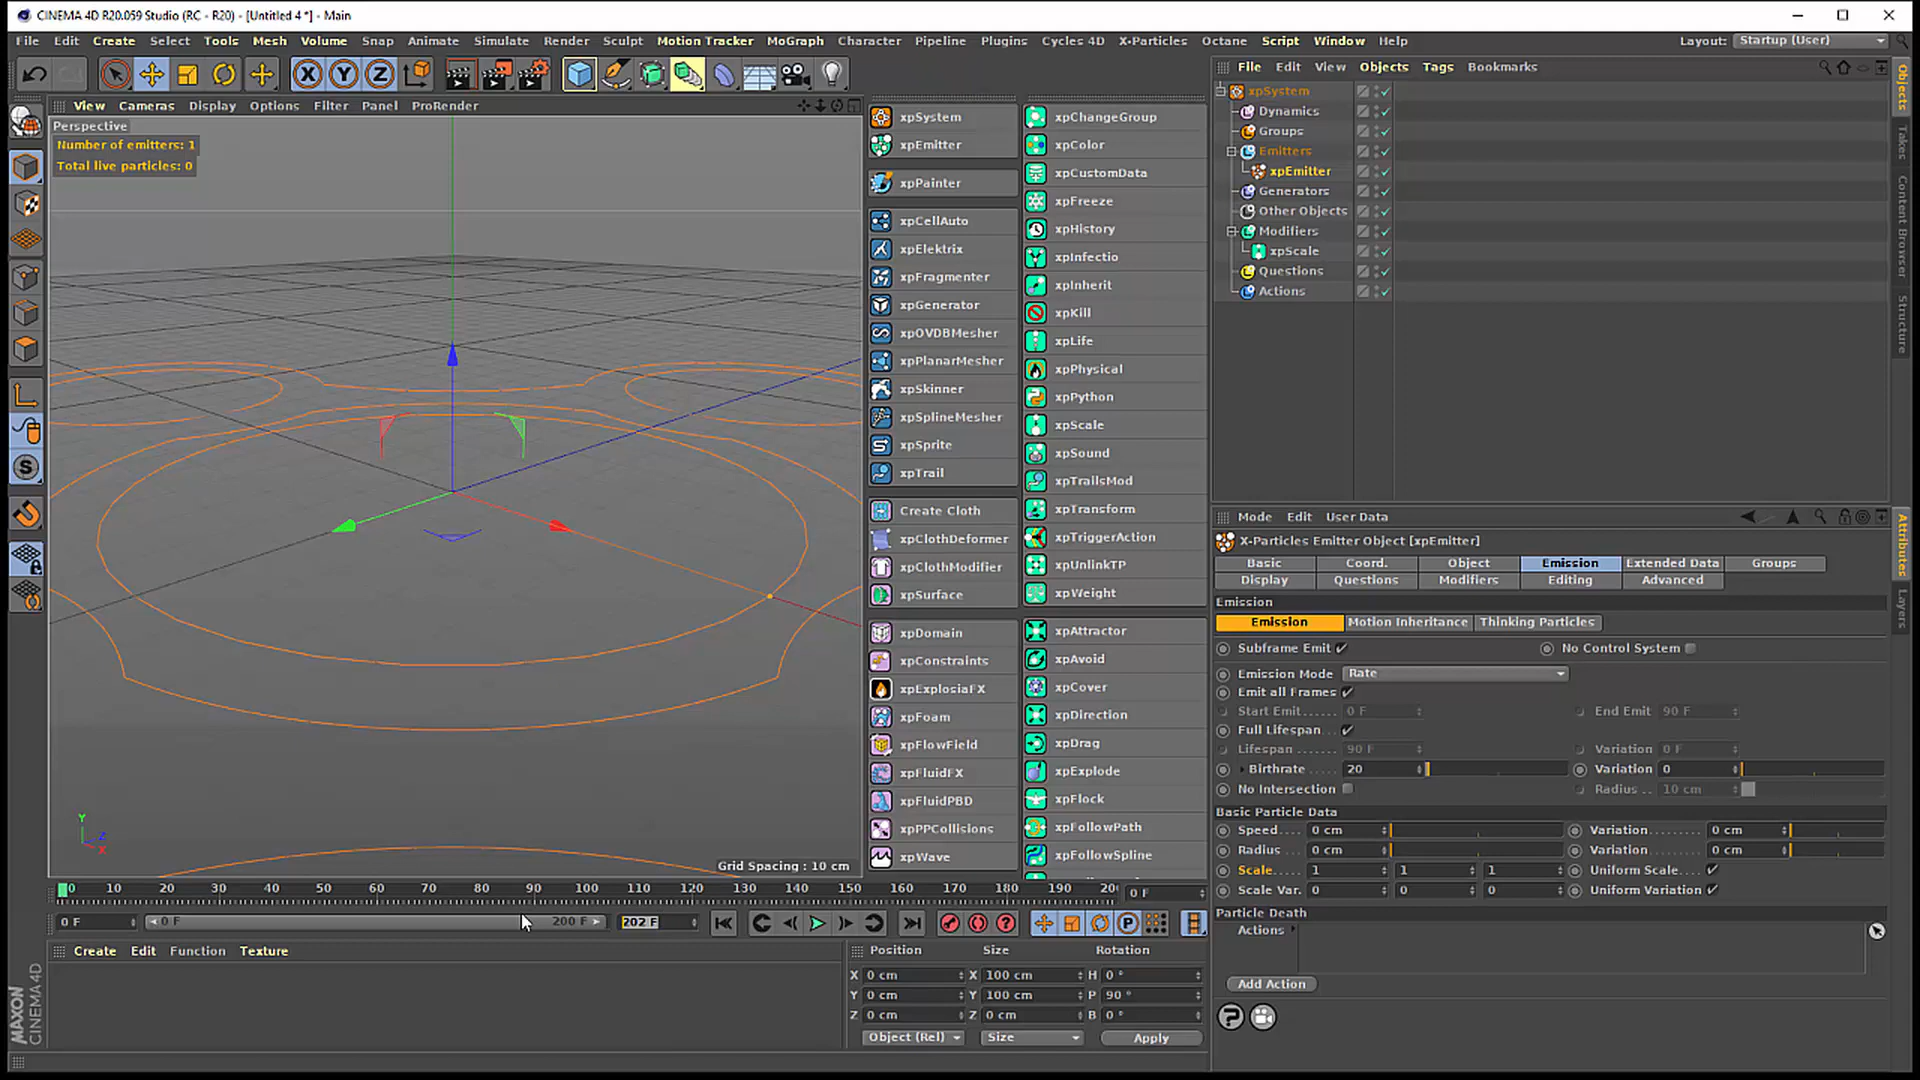 CINEMA 4D R20.059 Studio (RC - R20) - [Untitled 4 *] - Main
File Edit Create Select Tools Mesh Volume Snap Animate Simulate Render Sculpt Motion Tracker MoGraph Character Pipeline Plugins Cycles 4D X-Particles Octane Script Window Help Layout: Startup (User)
View Cameras Display Options Filter Panel ProRender
Perspective
Number of emitters: 1
Total live particles: 0
Grid Spacing : 10 cm
xpSystem
xpEmitter
xpPainter
xpCellAuto
xpElektrix
xpFragmenter
xpGenerator
xpOVDBMesher
xpPlanarMesher
xpSkinner
xpSplineMesher
xpSprite
xpTrail
Create Cloth
xpClothDeformer
xpClothModifier
xpSurface
xpDomain
xpConstraints
xpExplosiaFX
xpFoam
xpFlowField
xpFluidFX
xpFluidPBD
xpPPCollisions
xpWave
xpChangeGroup
xpColor
xpCustomData
xpFreeze
xpHistory
xpInfectio
xpInherit
xpKill
xpLife
xpPhysical
xpPython
xpScale
xpSound
xpTrailsMod
xpTransform
xpTriggerAction
xpUnlinkTP
xpWeight
xpAttractor
xpAvoid
xpCover
xpDirection
xpDrag
xpExplode
xpFlock
xpFollowPath
xpFollowSpline
File Edit View Objects Tags Bookmarks
xpSystem
Dynamics
Groups
Emitters
xpEmitter
Generators
Other Objects
Modifiers
xpScale
Questions
Actions
Objects
Takes
Content Browser
Structure
Mode Edit User Data
X-Particles Emitter Object [xpEmitter]
Basic Coord. Object Emission Extended Data Groups
Display Questions Modifiers Editing Advanced
Emission
Emission Motion Inheritance Thinking Particles
Subframe Emit No Control System
Emission Mode Rate
Emit all Frames
Start Emit...... 0 F End Emit 90 F
Full Lifespan..
Lifespan ....... 90 F Variation 0 F
Birthrate ..... 20 Variation 0
No Intersection Radius .. 10 cm
Basic Particle Data
Speed.... 0 cm Variation......... 0 cm
Radius... 0 cm Variation......... 0 cm
Scale..... 1 1 1 Uniform Scale....
Scale Var. 0 0 0 Uniform Variation
Particle Death
Actions
Add Action
Attributes
Layers
0 10 20 30 40 50 60 70 80 90 100 110 120 130 140 150 160 170 180 190 0 F
0 F 0 F 200 F 202 F
Create Edit Function Texture
Position Size Rotation
X 0 cm X 100 cm H 0 °
Y 0 cm Y 100 cm P 90 °
Z 0 cm Z 0 cm B 0 °
Object (Rel) Size Apply
MAXON
CINEMA 4D